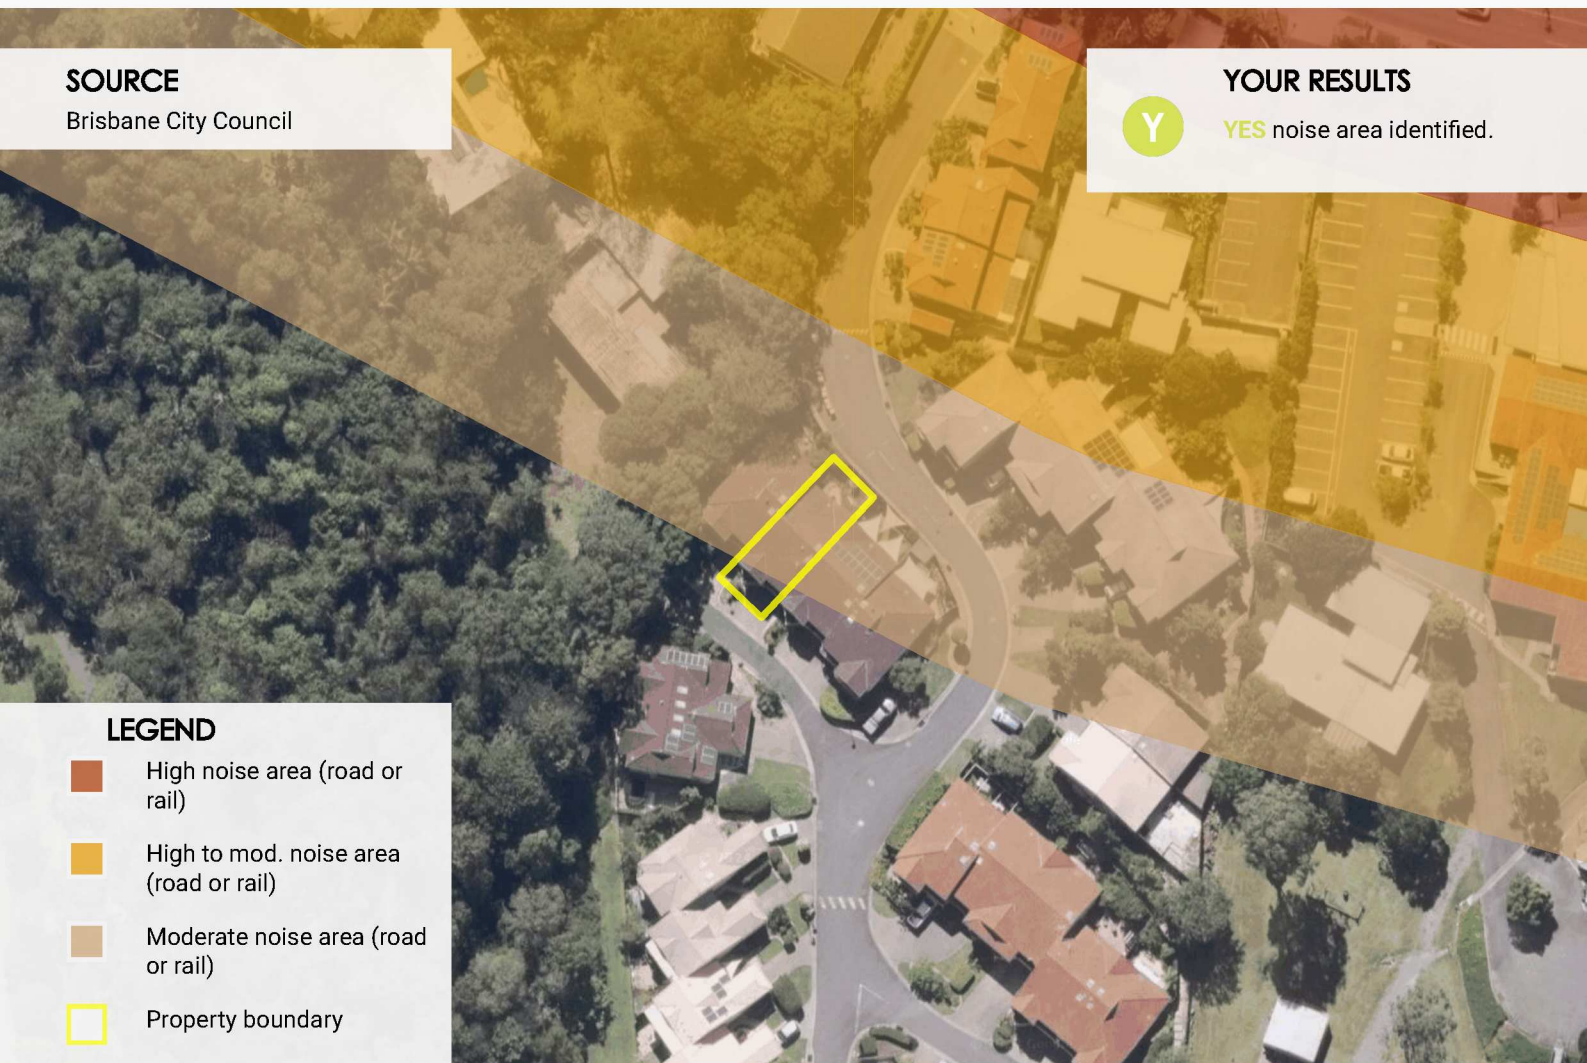 SOURCE
Brisbane City Council
YOUR RESULTS
Y
YES noise area identified.
LEGEND
High noise area (road or
rail)
High to mod. noise area
(road or rail)
Moderate noise area (road
or rail)
Property boundary